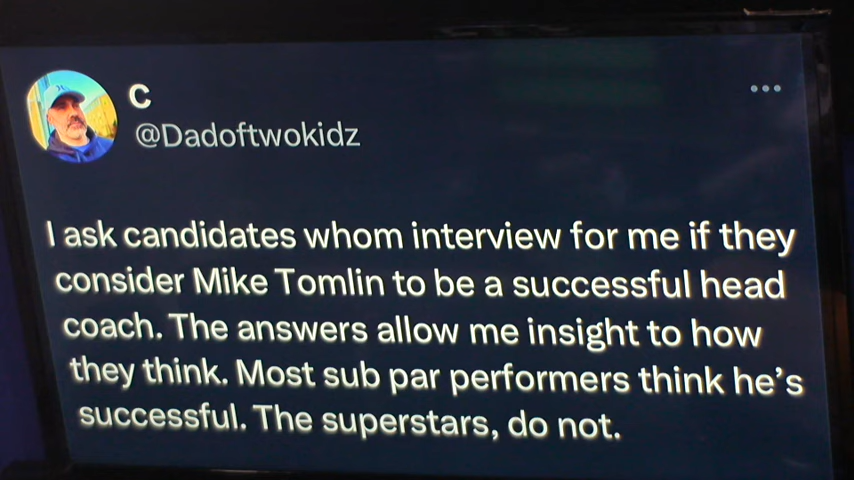 C
@Dadoftwokidz
I ask candidates whom interview for me if they
consider Mike Tomlin to be a successful head
coach. The answers allow me insight to how
they think. Most sub par performers think he's
successful. The superstars, do not.